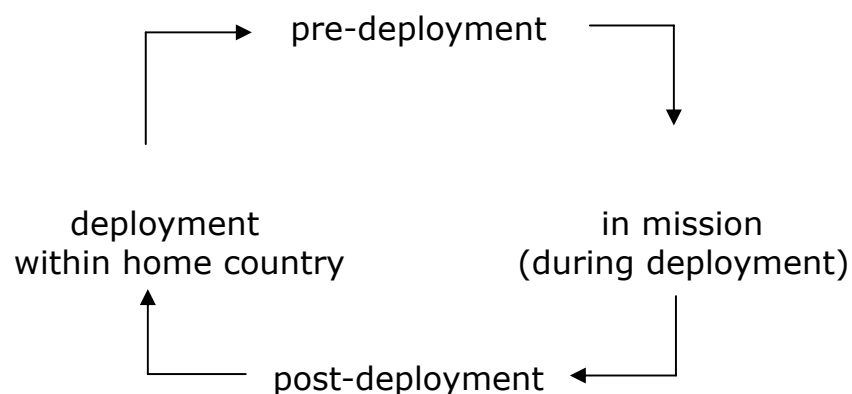 pre-deployment
deployment
within home country
in mission
(during deployment)
post-deployment